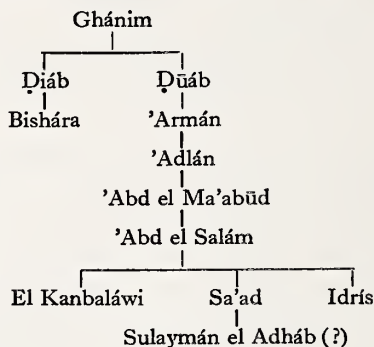 Ghánim
Ḍiáb Ḍūáb
Bishára ’Armán
’Adlán
’Abd el Ma’abūd
’Abd el Salám
El Kanbaláwi Sa’ad Idrís
Sulaymán el Adháb (?)